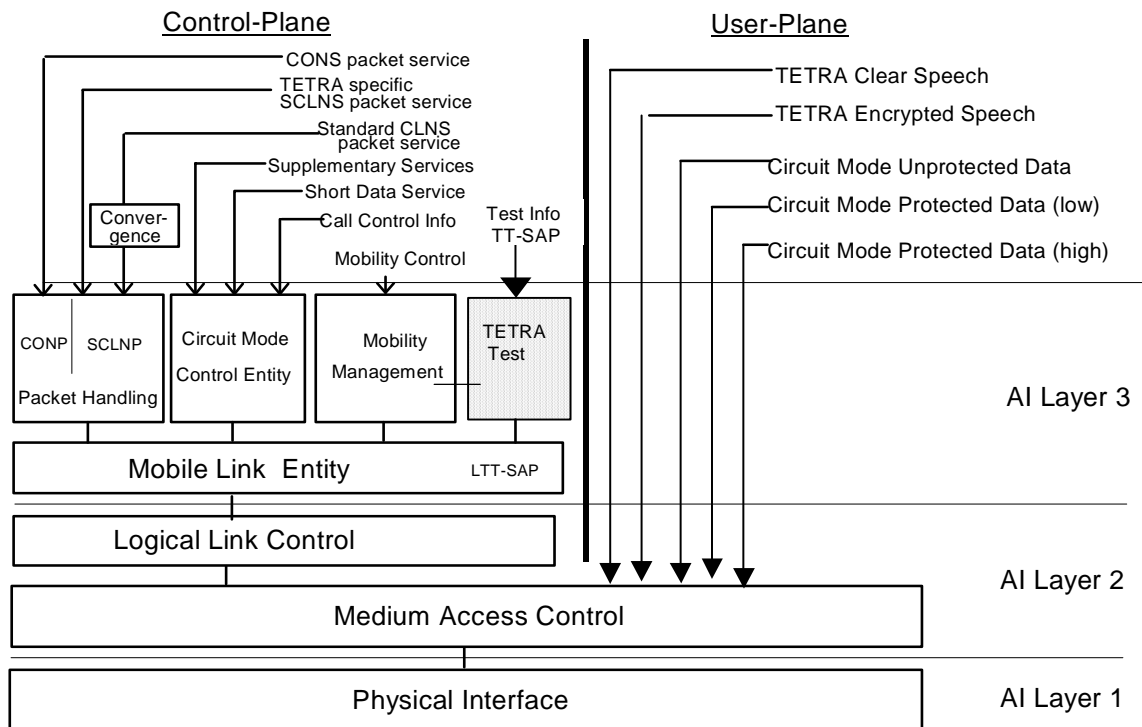 Control-Plane
User-Plane
CONS packet service
TETRA specific
SCLNS packet service
Standard CLNS
packet service
Supplementary Services
Short Data Service
Call Control Info
Mobility Control
Conver-
gence
Test Info
TT-SAP
TETRA Clear Speech
TETRA Encrypted Speech
Circuit Mode Unprotected Data
Circuit Mode Protected Data (low)
Circuit Mode Protected Data (high)
CONP
SCLNP
Packet Handling
Circuit Mode
Control Entity
Mobility
Management
TETRA
Test
AI Layer 3
Mobile Link Entity
LTT-SAP
Logical Link Control
AI Layer 2
Medium Access Control
Physical Interface
AI Layer 1